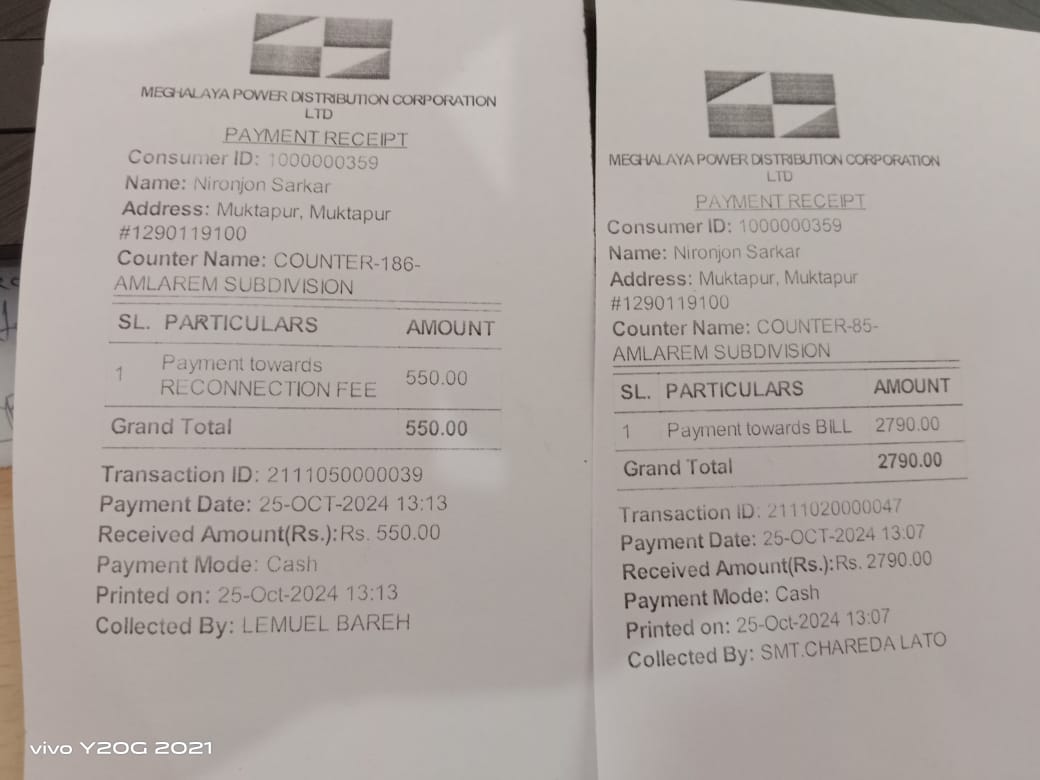 MEGHALAYA POWER DISTRIBUTION CORPORATION
LTD
PAYMENT RECEIPT
Consumer ID: 1000000359
Name: Nironjon Sarkar
Address: Muktapur, Muktapur
#1290119100
Counter Name: COUNTER-186-
AMLAREM SUBDIVISION
SL. PARTICULARS AMOUNT
1 Payment towards
RECONNECTION FEE 550.00
Grand Total 550.00
Transaction ID: 2111050000039
Payment Date: 25-OCT-2024 13:13
Received Amount(Rs.):Rs. 550.00
Payment Mode: Cash
Printed on: 25-Oct-2024 13:13
Collected By: LEMUEL BAREH
MEGHALAYA POWER DISTRIBUTION CORPORATION
LTD
PAYMENT RECEIPT
Consumer ID: 1000000359
Name: Nironjon Sarkar
Address: Muktapur, Muktapur
#1290119100
Counter Name: COUNTER-85-
AMLAREM SUBDIVISION
SL. PARTICULARS AMOUNT
1 Payment towards BILL 2790.00
Grand Total 2790.00
Transaction ID: 2111020000047
Payment Date: 25-OCT-2024 13:07
Received Amount(Rs.):Rs. 2790.00
Payment Mode: Cash
Printed on: 25-Oct-2024 13:07
Collected By: SMT.CHAREDA LATO
vivo Y20G 2021